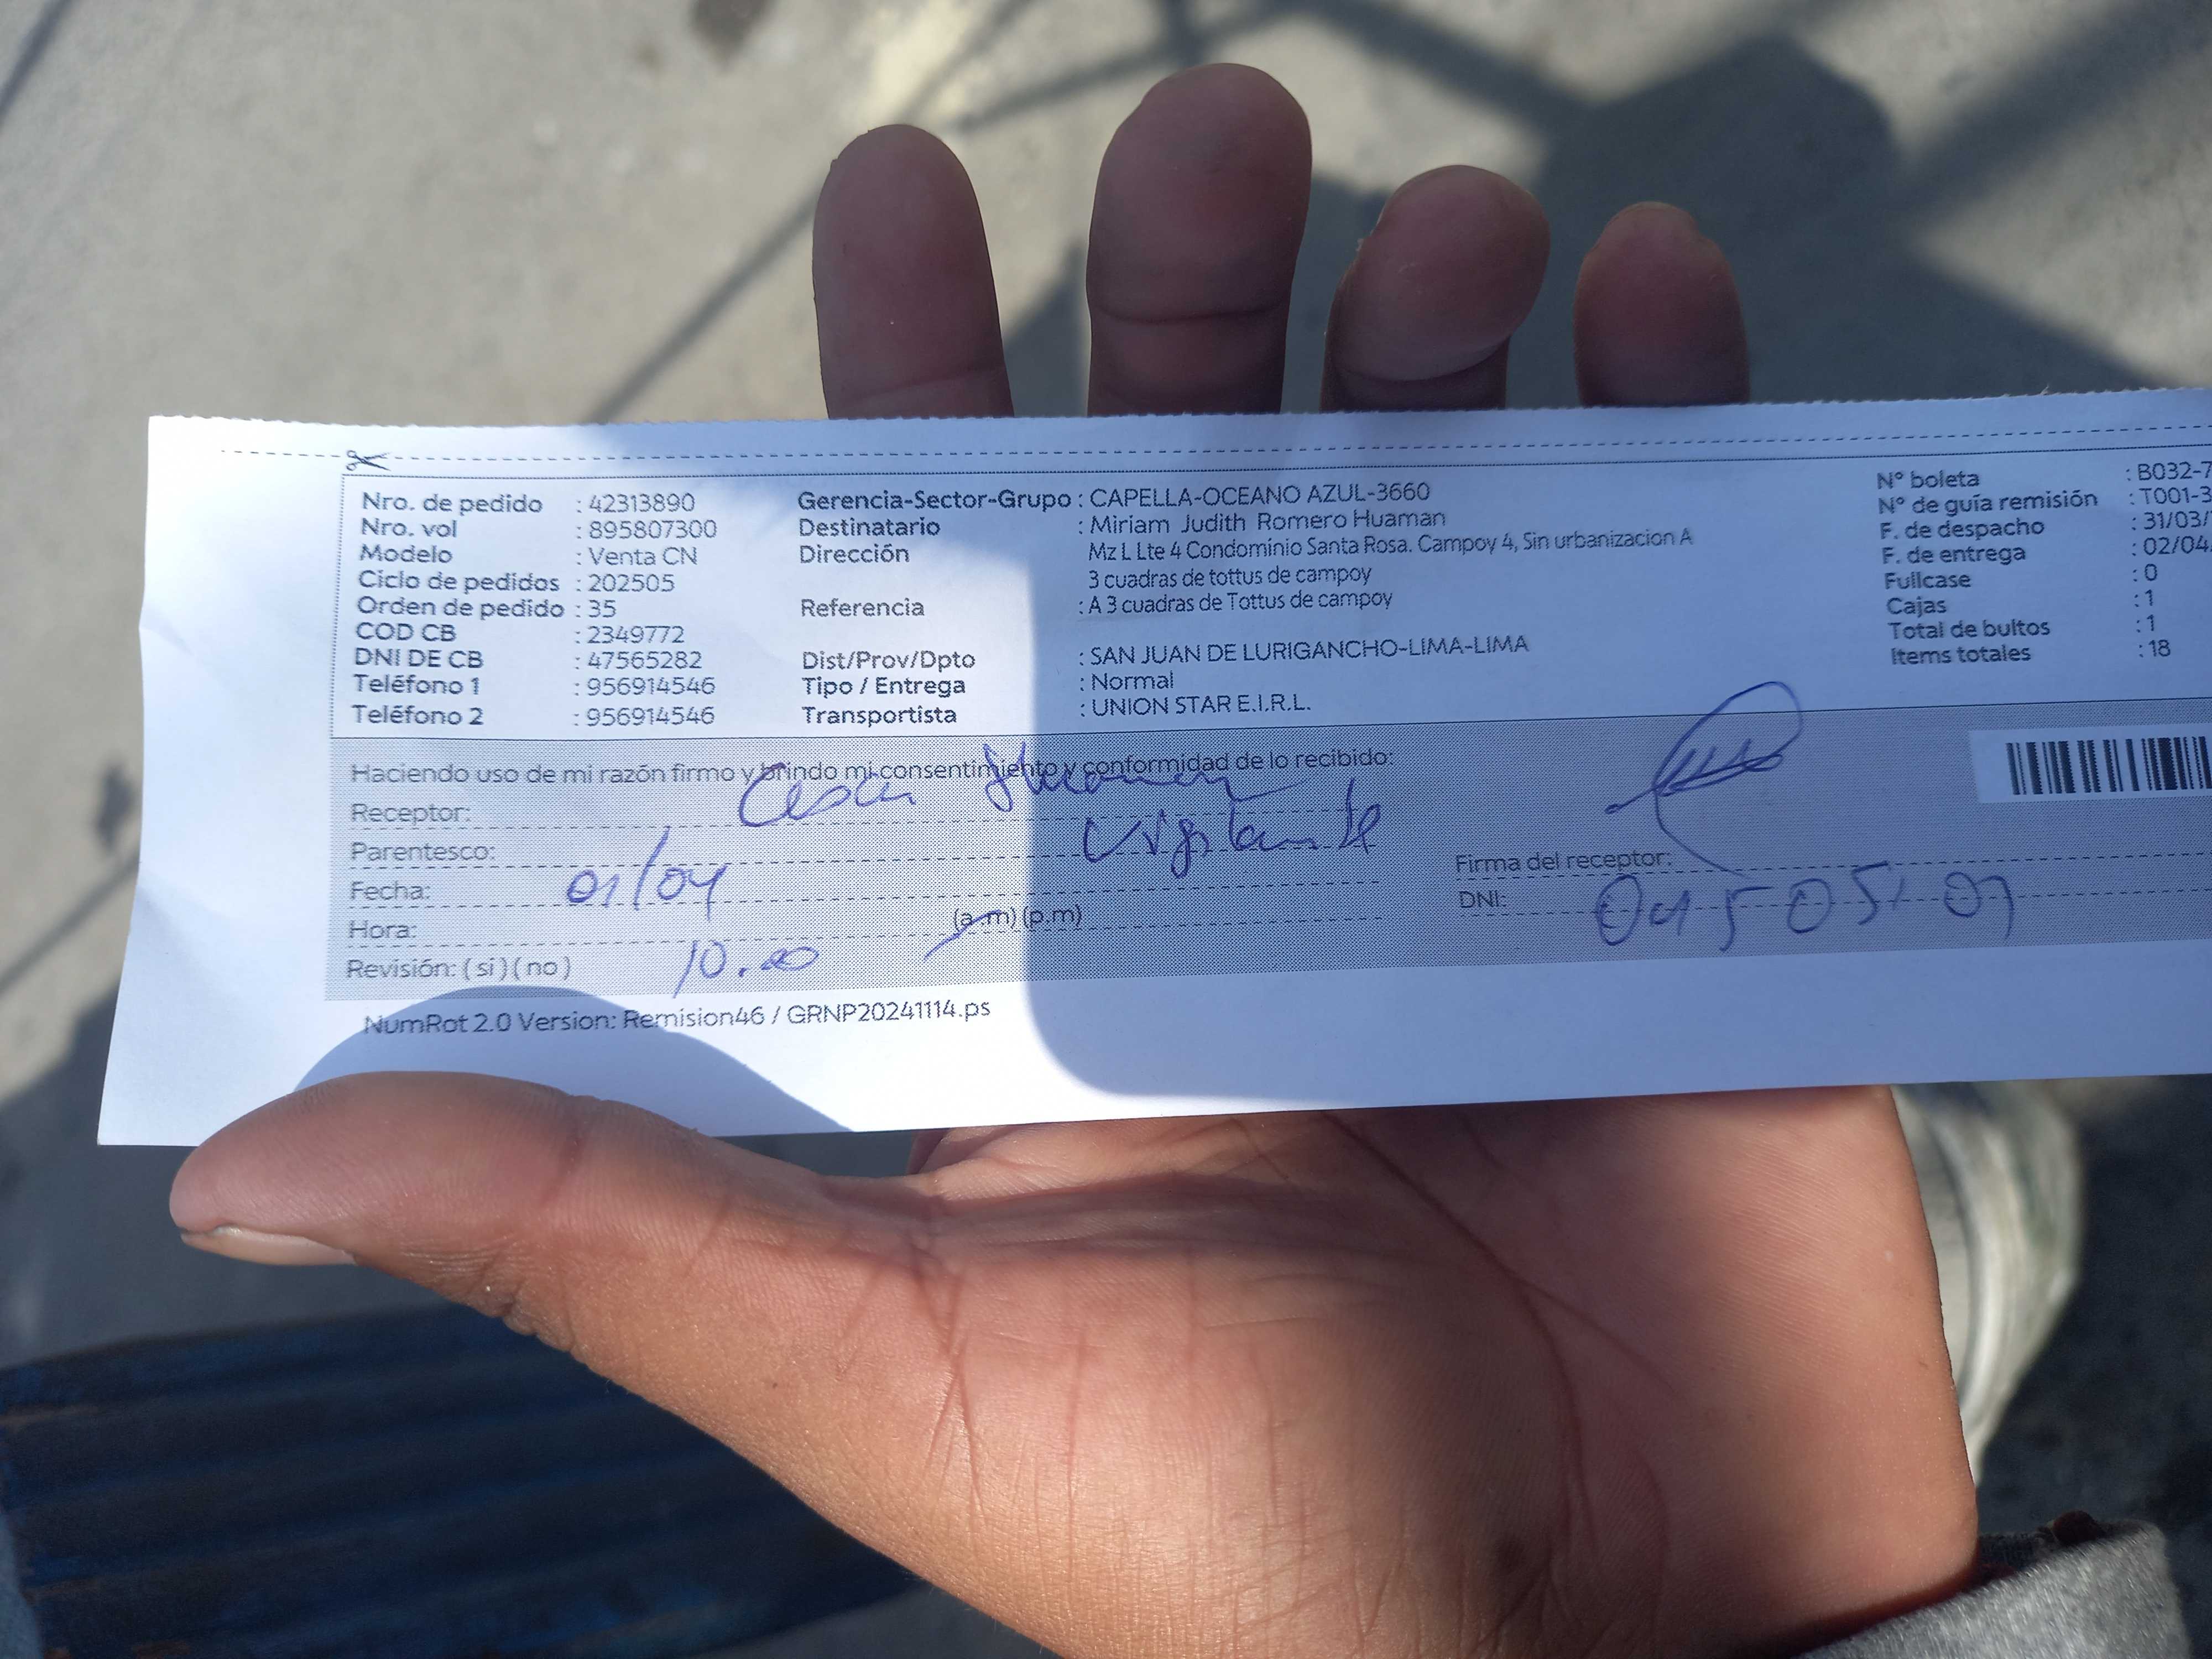 Nro. de pedido : 42313890
Nro. vol : 895807300
Modelo : Venta CN
Ciclo de pedidos : 202505
Orden de pedido : 35
COD CB : 2349772
DNI DE CB : 47565282
Teléfono 1 : 956914546
Teléfono 2 : 956914546
Gerencia-Sector-Grupo : CAPELLA-OCEANO AZUL-3660
Destinatario : Miriam Judith Romero Huaman
Dirección Mz L Lte 4 Condominio Santa Rosa. Campoy 4, Sin urbanizacion A
3 cuadras de tottus de campoy
Referencia : A 3 cuadras de Tottus de campoy
Dist/Prov/Dpto : SAN JUAN DE LURIGANCHO-LIMA-LIMA
Tipo / Entrega : Normal
Transportista : UNION STAR E.I.R.L.
N° boleta : B032-7
N° de guía remisión : T001-3
F. de despacho : 31/03/
F. de entrega : 02/04
Fullcase : 0
Cajas : 1
Total de bultos : 1
Items totales : 18
Haciendo uso de mi razón firmo y brindo mi consentimiento y conformidad de lo recibido:
Receptor:
Parentesco: Vigilante
Fecha: 01/04
Hora: 10.00 (a.m) (p.m)
Revisión: (si) (no)
Firma del receptor:
DNI:
NumRot 2.0 Version: Remision46 / GRNP20241114.ps